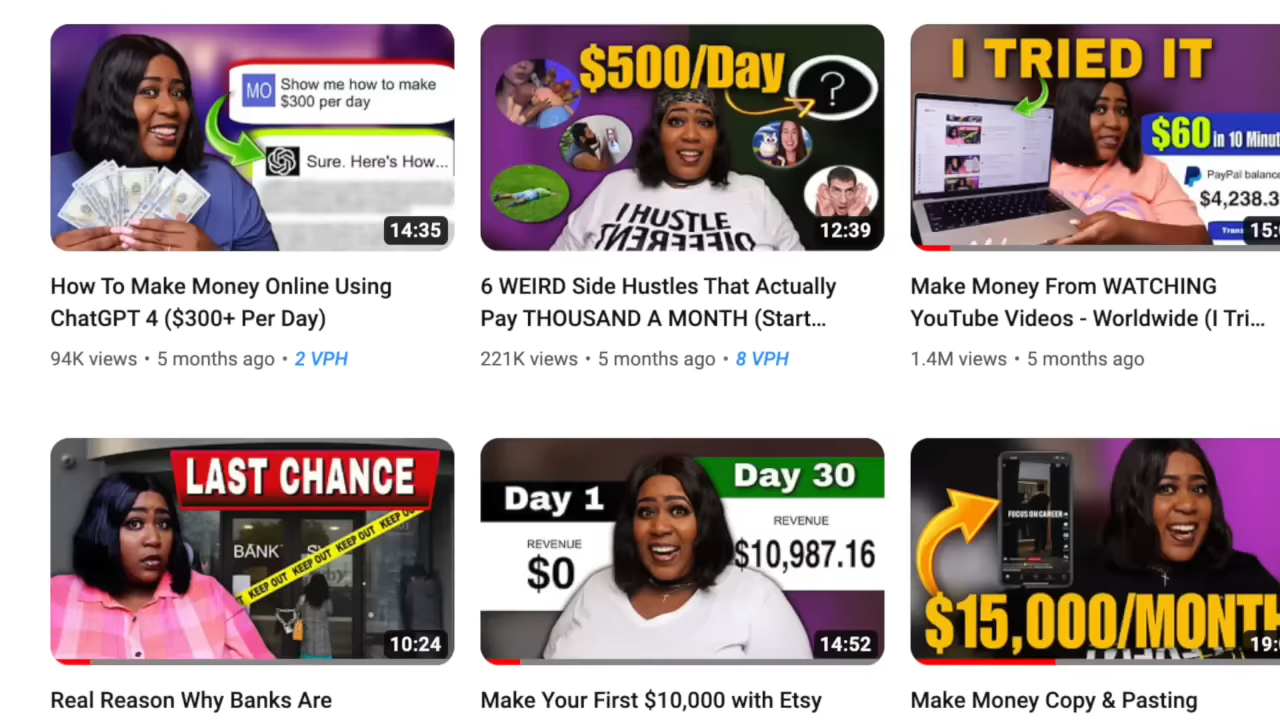 MO
Show me how to make
$300 per day
Sure. Here's How...
14:35
$500/Day
?
I HUSTLE
DIFFERENT
12:39
I TRIED IT
$60 in 10 Minut
PayPal balance
$4,238.3
Trans
15:0
How To Make Money Online Using
ChatGPT 4 ($300+ Per Day)
94K views • 5 months ago • 2 VPH
6 WEIRD Side Hustles That Actually
Pay THOUSAND A MONTH (Start...
221K views • 5 months ago • 8 VPH
Make Money From WATCHING
YouTube Videos - Worldwide (I Tri...
1.4M views • 5 months ago
LAST CHANCE
BANK
KEEP OUT KEEP OUT KEEP OUT KEEP OU
10:24
Day 1
REVENUE
$0
Day 30
REVENUE
$10,987.16
14:52
FOCUS ON CAREER
$15,000/MONTH
19:0
Real Reason Why Banks Are
Make Your First $10,000 with Etsy
Make Money Copy & Pasting